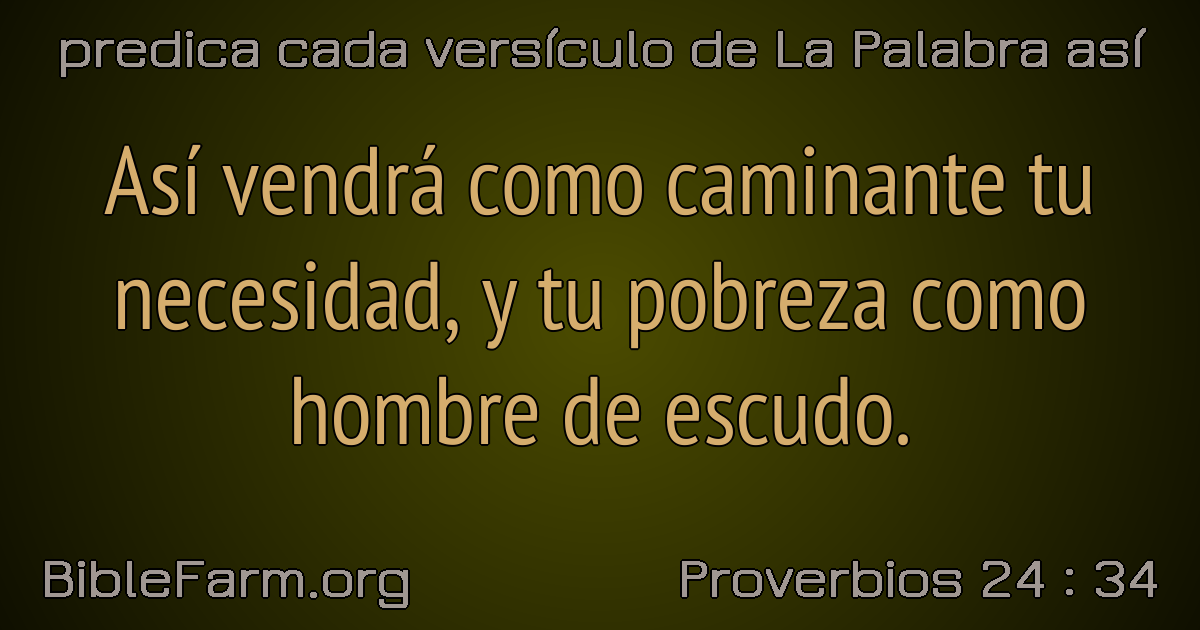 predica cada versículo de La Palabra así
Así vendrá como caminante tu
necesidad, y tu pobreza como
hombre de escudo.
BibleFarm.org
Proverbios 24 : 34